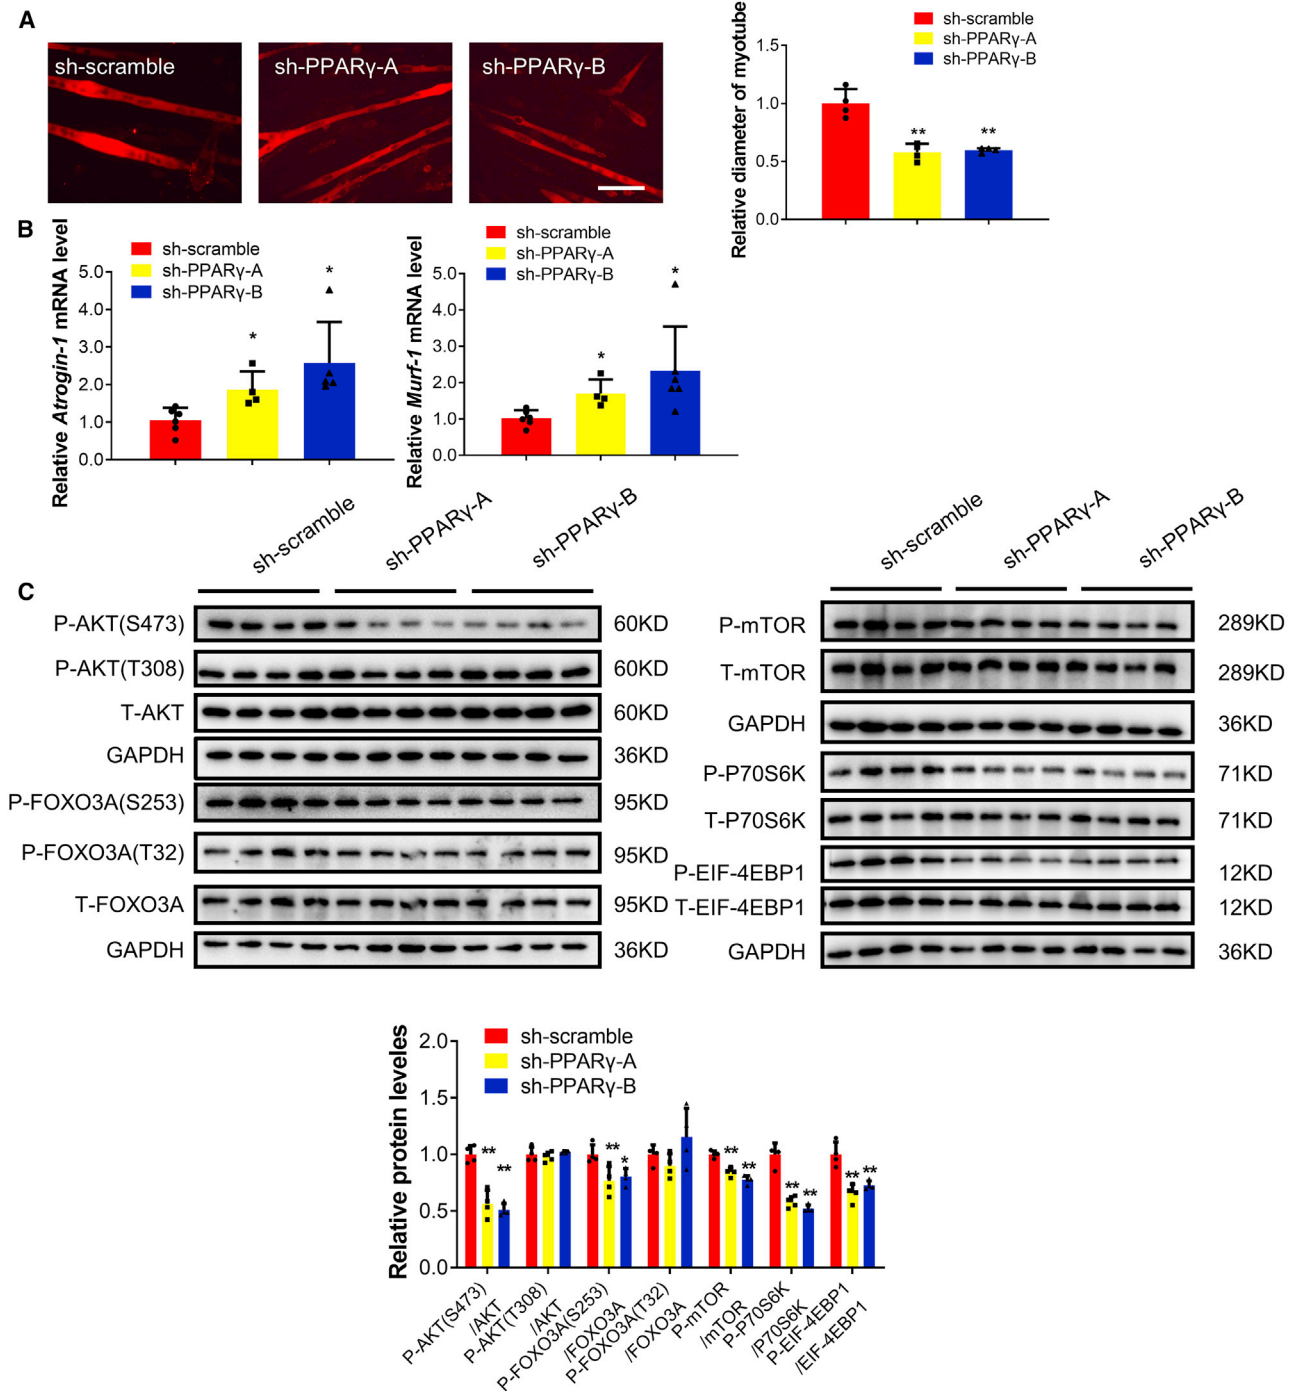 A
sh-scramble
sh-PPARγ-A
sh-PPARγ-B
Relative diameter of myotube
sh-scramble
sh-PPARγ-A
sh-PPARγ-B
1.5
1.0
0.5
0.0
**
**
B
Relative Atrogin-1 mRNA level
sh-scramble
sh-PPARγ-A
sh-PPARγ-B
5.0
4.0
3.0
2.0
1.0
0.0
*
*
Relative Murf-1 mRNA level
sh-scramble
sh-PPARγ-A
sh-PPARγ-B
5.0
4.0
3.0
2.0
1.0
0.0
*
*
C
sh-scramble
sh-PPARγ-A
sh-PPARγ-B
P-AKT(S473) 60KD
P-AKT(T308) 60KD
T-AKT 60KD
GAPDH 36KD
P-FOXO3A(S253) 95KD
P-FOXO3A(T32) 95KD
T-FOXO3A 95KD
GAPDH 36KD
sh-scramble
sh-PPARγ-A
sh-PPARγ-B
P-mTOR 289KD
T-mTOR 289KD
GAPDH 36KD
P-P70S6K 71KD
T-P70S6K 71KD
P-EIF-4EBP1 12KD
T-EIF-4EBP1 12KD
GAPDH 36KD
Relative protein leveles
sh-scramble
sh-PPARγ-A
sh-PPARγ-B
2.0
1.5
1.0
0.5
0.0
**
**
**
*
**
**
**
**
**
**
P-AKT(S473)
/AKT
P-AKT(T308)
/AKT
P-FOXO3A(S253)
/FOXO3A
P-FOXO3A(T32)
/FOXO3A
P-mTOR
/mTOR
P-P70S6K
/P70S6K
P-EIF-4EBP1
/EIF-4EBP1